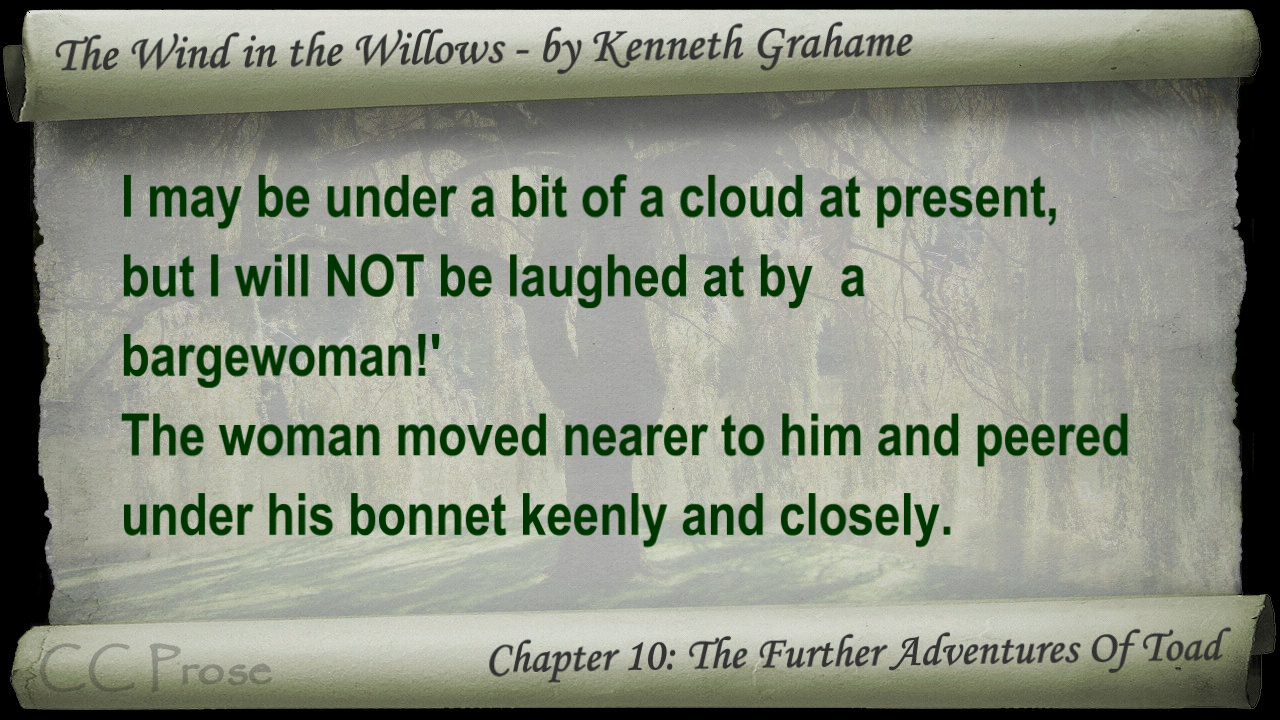 The Wind in the Willows - by Kenneth Grahame
I may be under a bit of a cloud at present,
but I will NOT be laughed at by  a
bargewoman!'
The woman moved nearer to him and peered
under his bonnet keenly and closely.
CC Prose
Chapter 10: The Further Adventures Of Toad